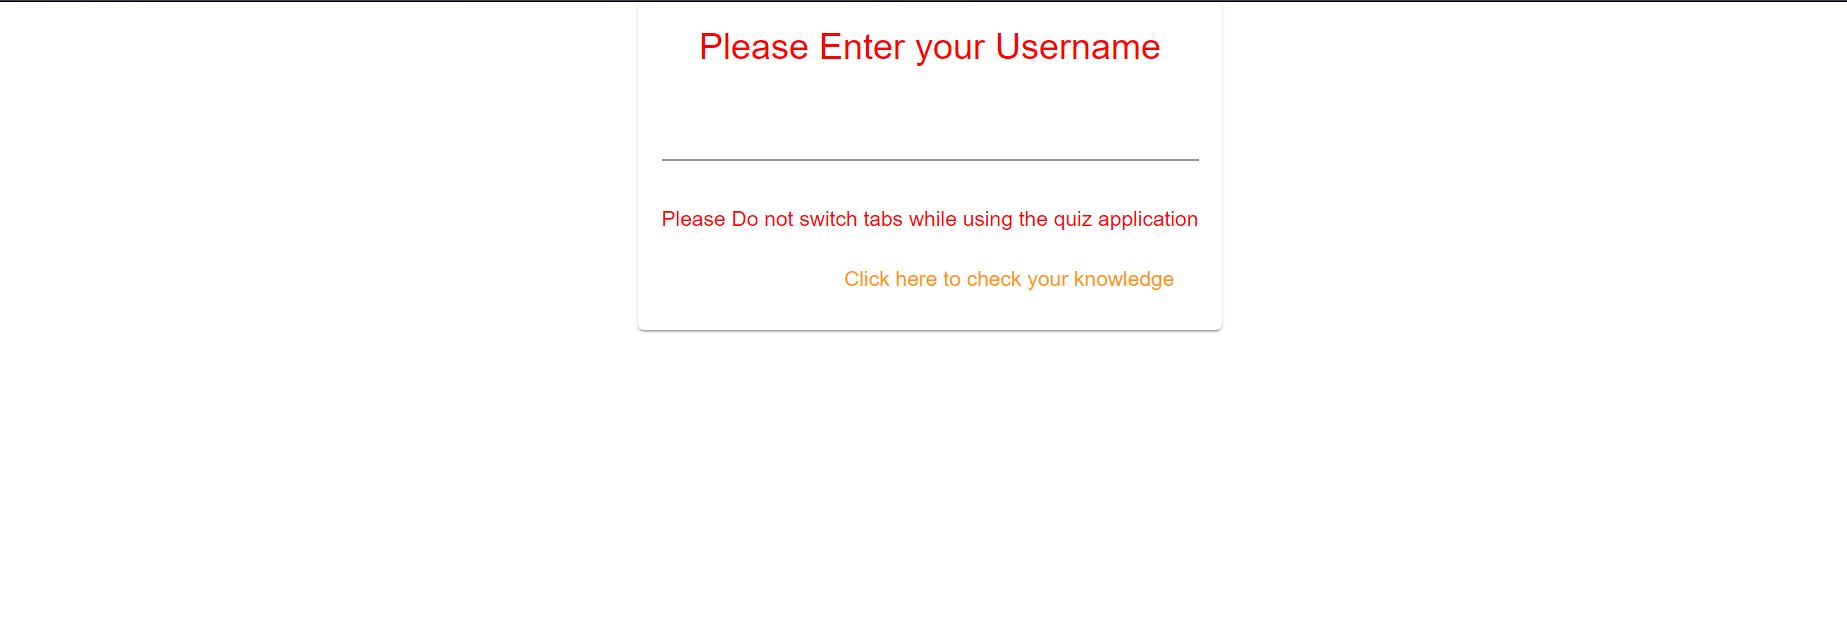 Please Enter your Username
Please Do not switch tabs while using the quiz application
Click here to check your knowledge